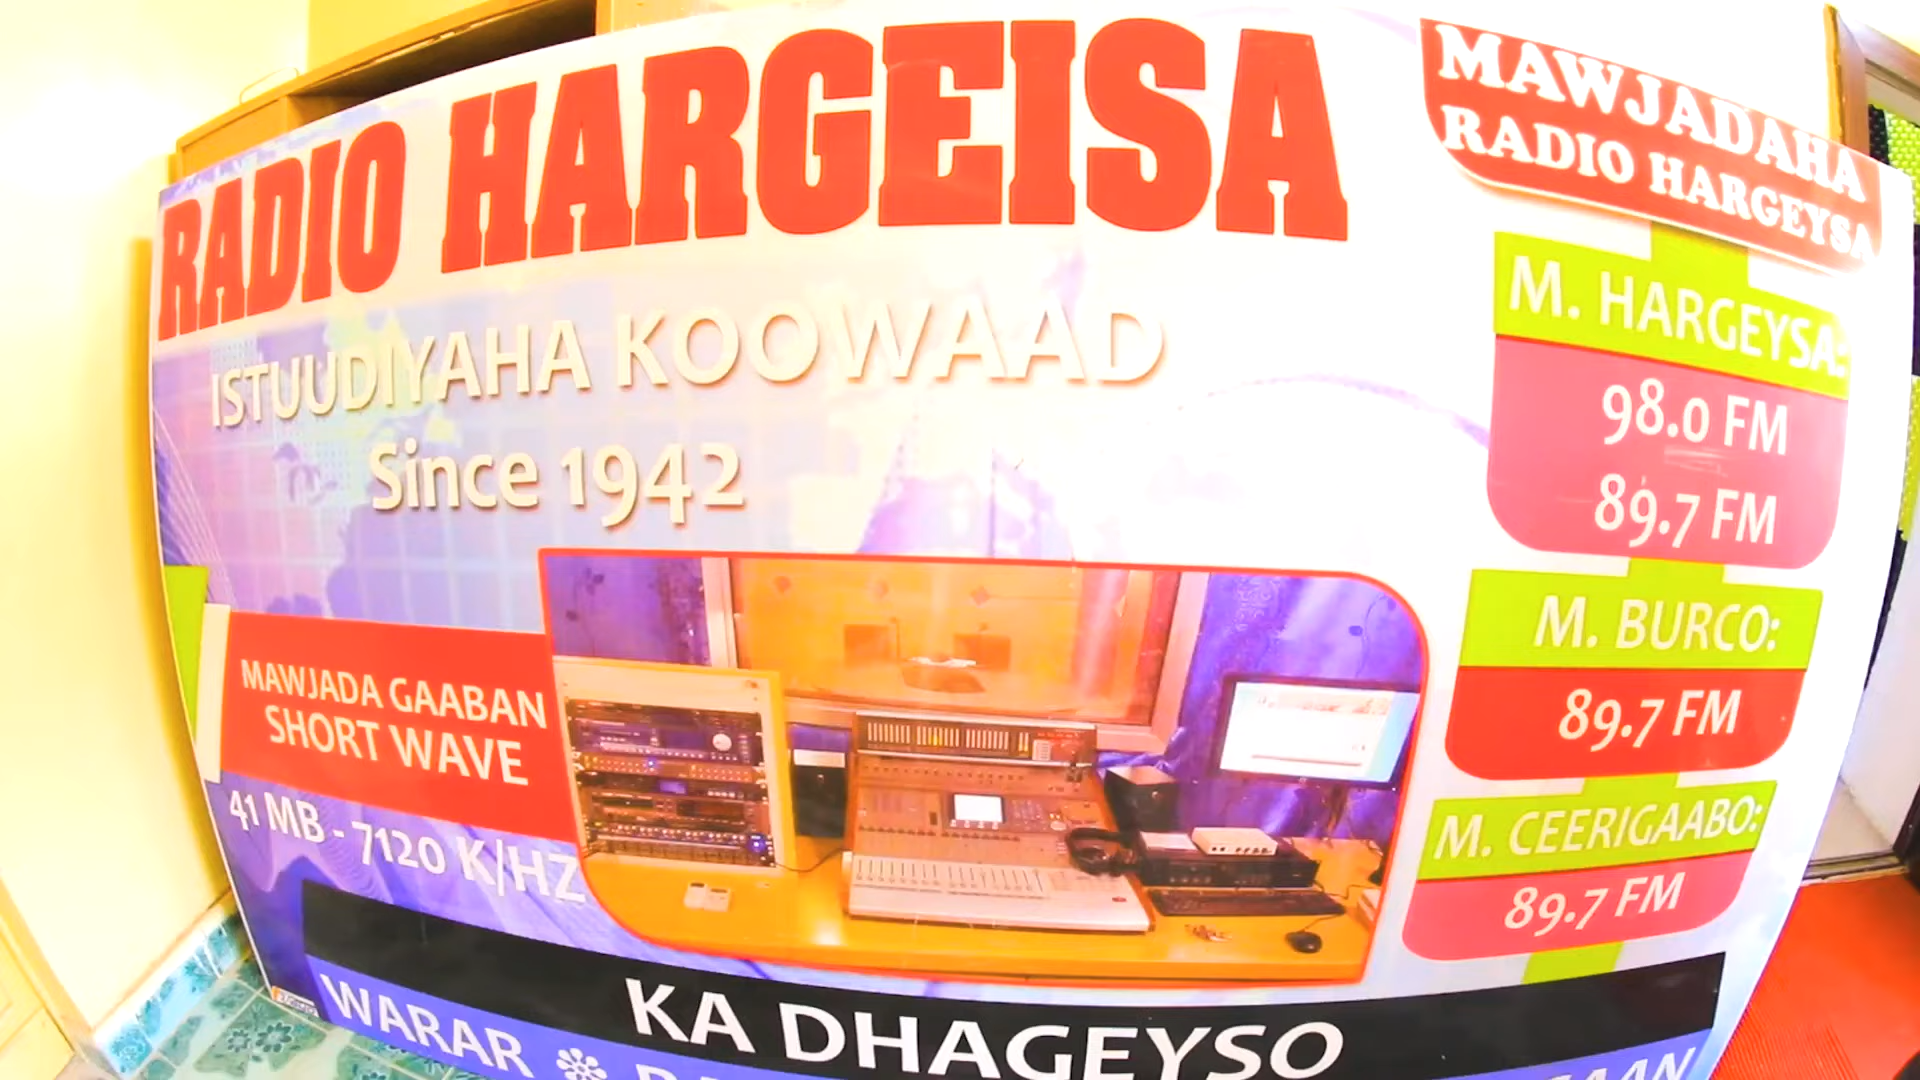 RADIO HARGEISA
ISTUUDIYAHA KOOWAAD
Since 1942
MAWJADAHA
RADIO HARGEYSA
M. HARGEYSA:
98.0 FM
89.7 FM
M. BURCO:
89.7 FM
M. CEERIGAABO:
89.7 FM
MAWJADA GAABAN
SHORT WAVE
41 MB - 7120 K/HZ
KA DHAGEYSO
WARAR